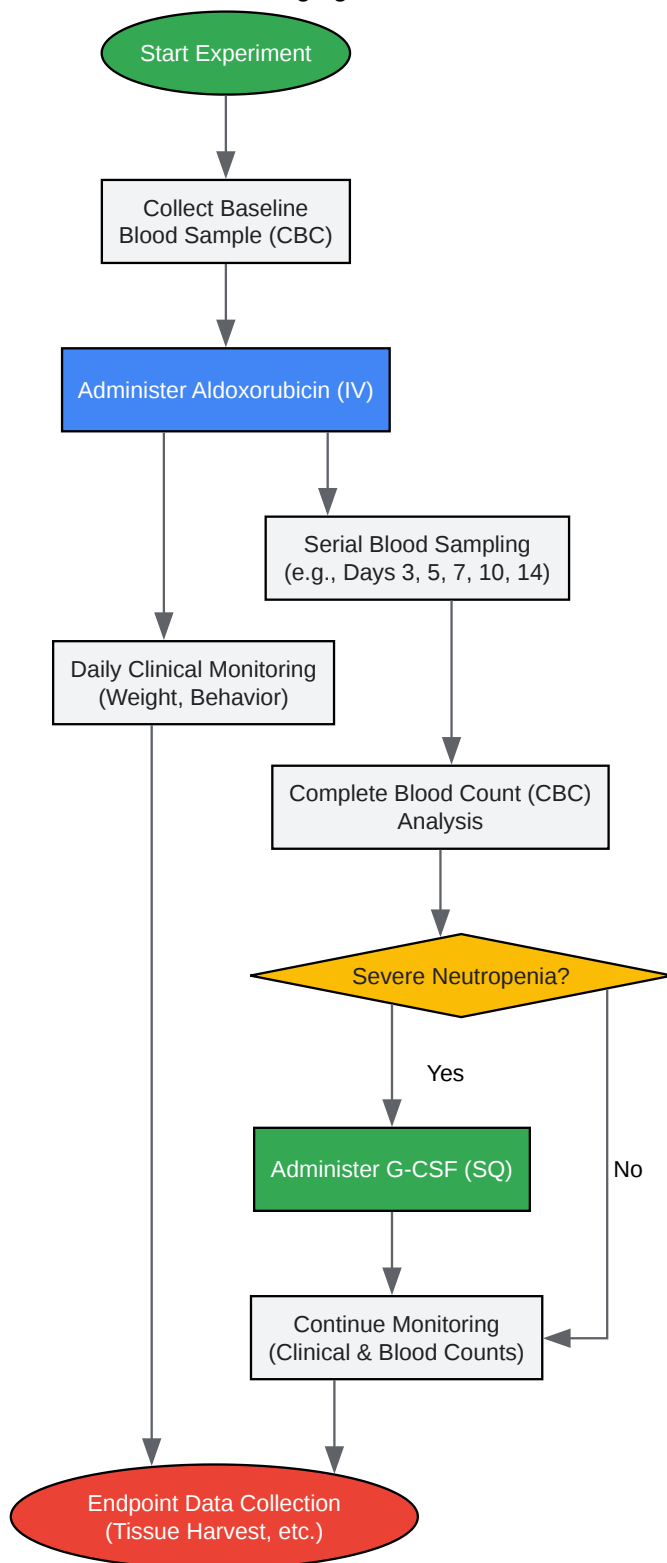 Start Experiment
Collect Baseline
Blood Sample (CBC)
Administer Aldoxorubicin (IV)
Serial Blood Sampling
(e.g., Days 3, 5, 7, 10, 14)
Daily Clinical Monitoring
(Weight, Behavior)
Complete Blood Count (CBC)
Analysis
Severe Neutropenia?
Yes
Administer G-CSF (SQ)
No
Continue Monitoring
(Clinical & Blood Counts)
Endpoint Data Collection
(Tissue Harvest, etc.)